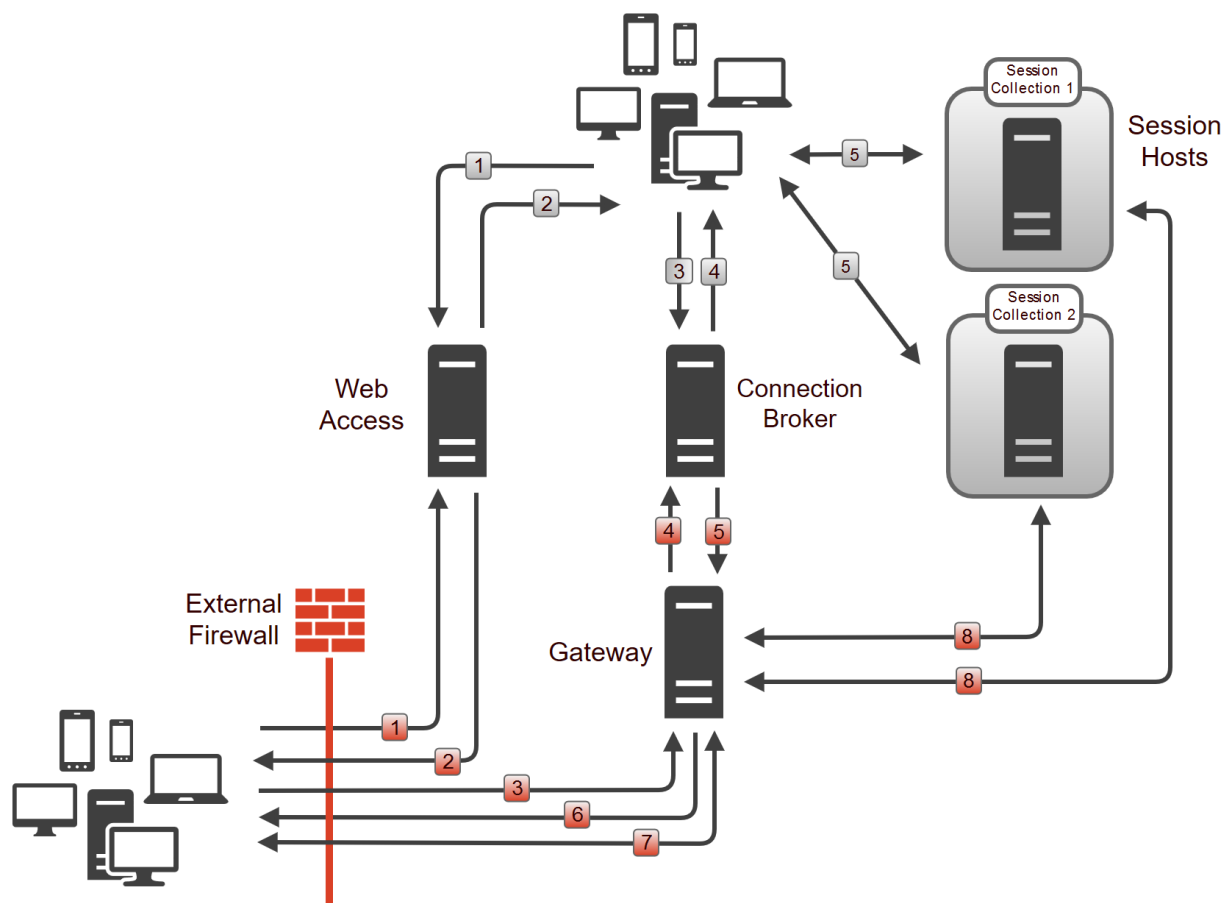 Session
Collection 1
Session
Hosts
1
5
2
3
4
5
Session
Collection 2
Web
Access
Connection
Broker
4
5
External
Firewall
Gateway
8
8
1
2
3
6
7